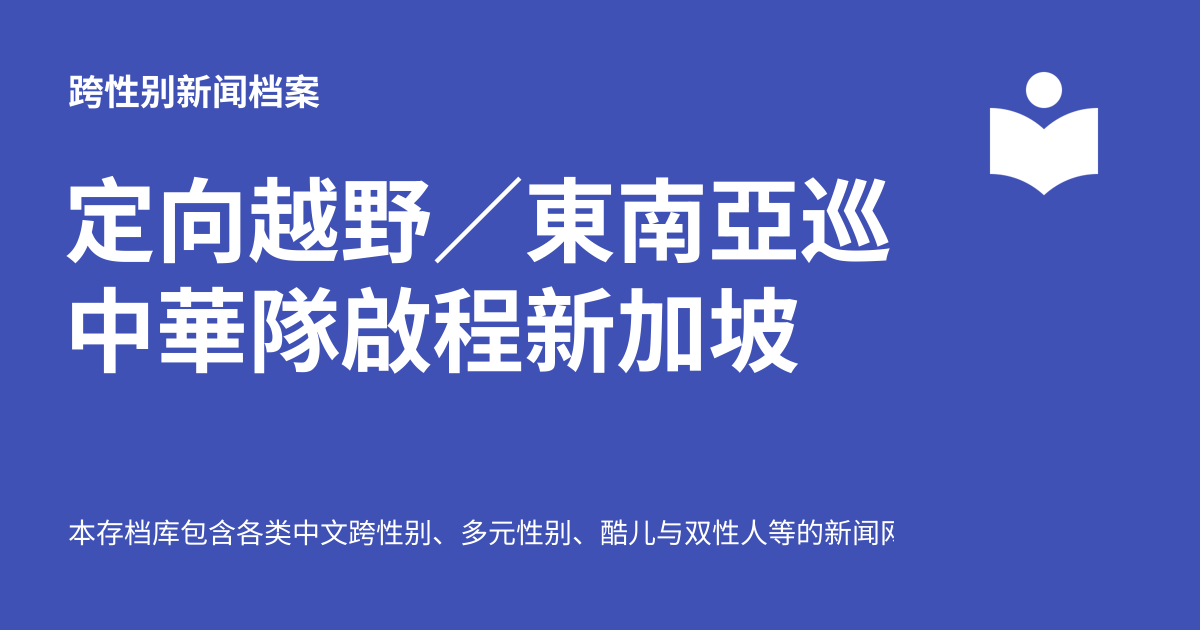 跨性别新闻档案
定向越野／東南亞巡
中華隊啟程新加坡
本存档库包含各类中文跨性别、多元性别、酷儿与双性人等的新闻